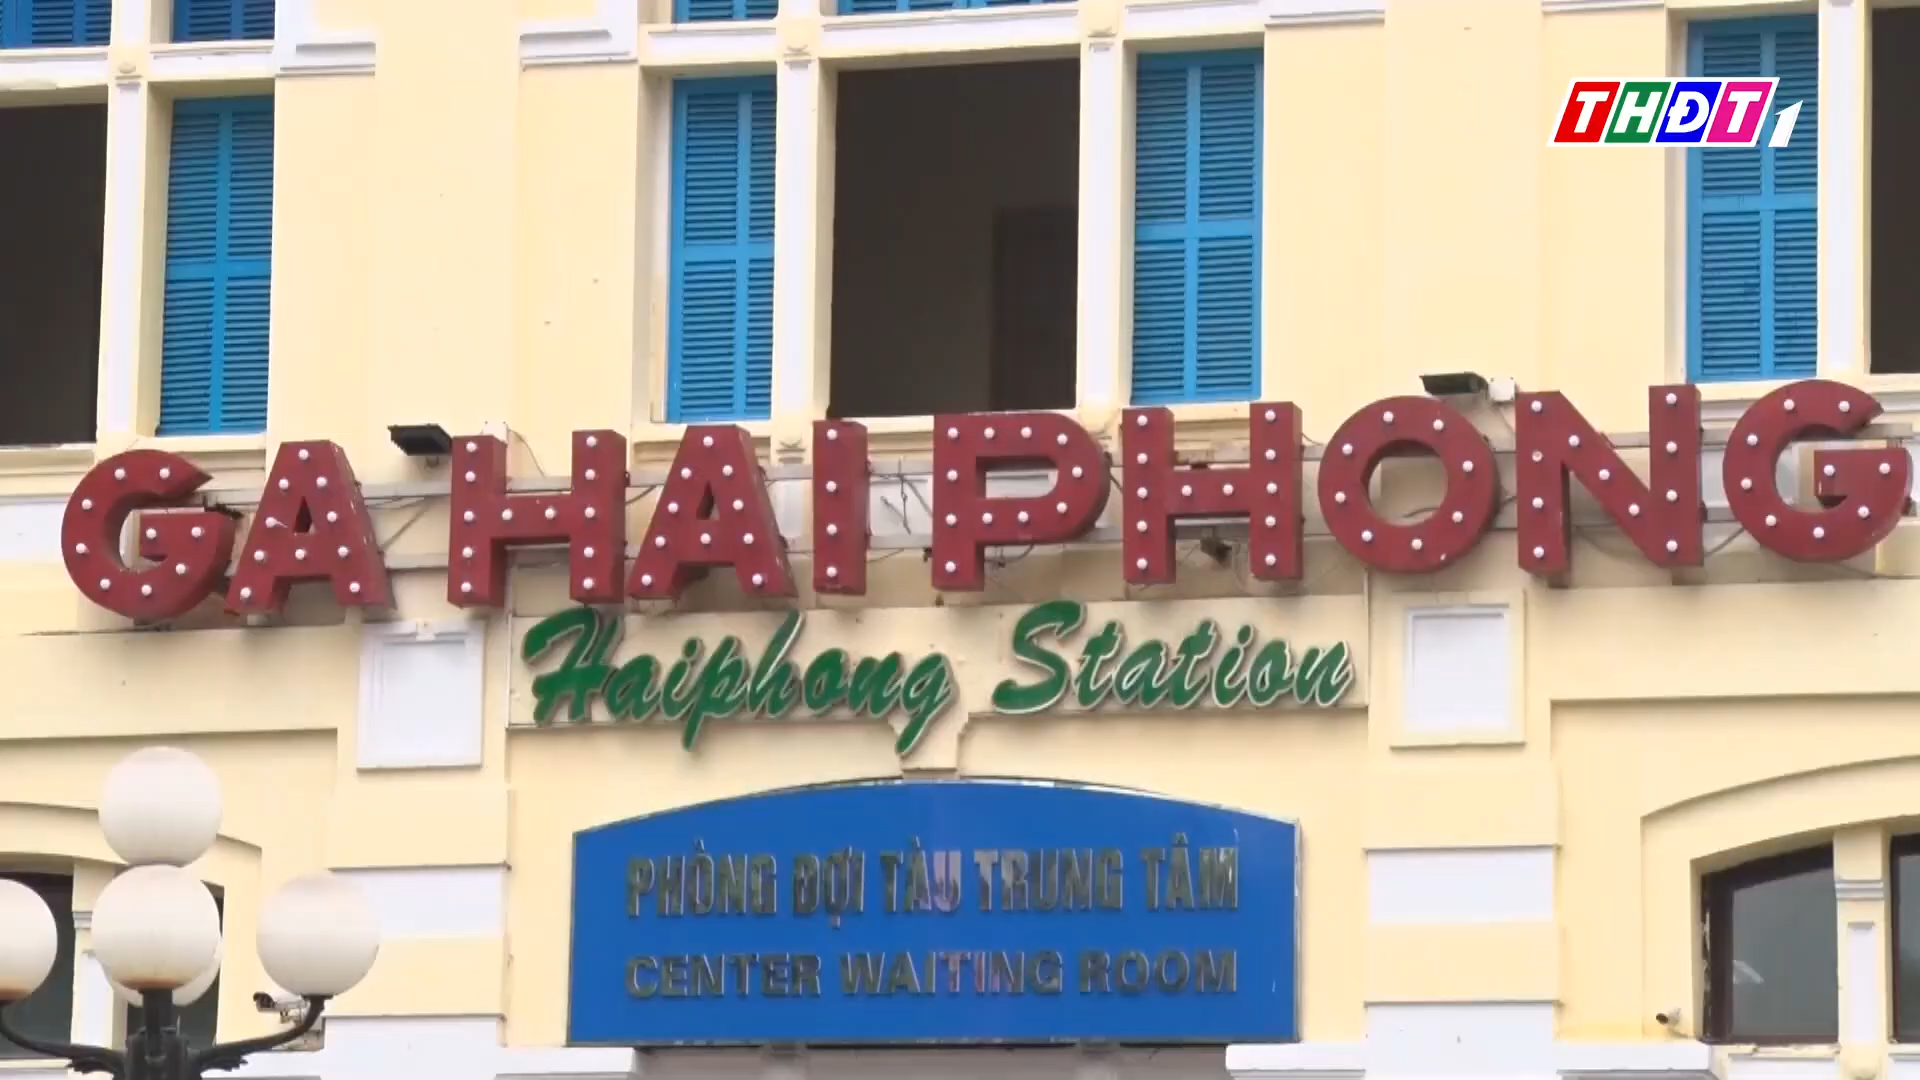 THĐT1
GA HAI PHONG
Haiphong Station
PHÒNG ĐỢI TÀU TRUNG TÂM
CENTER WAITING ROOM